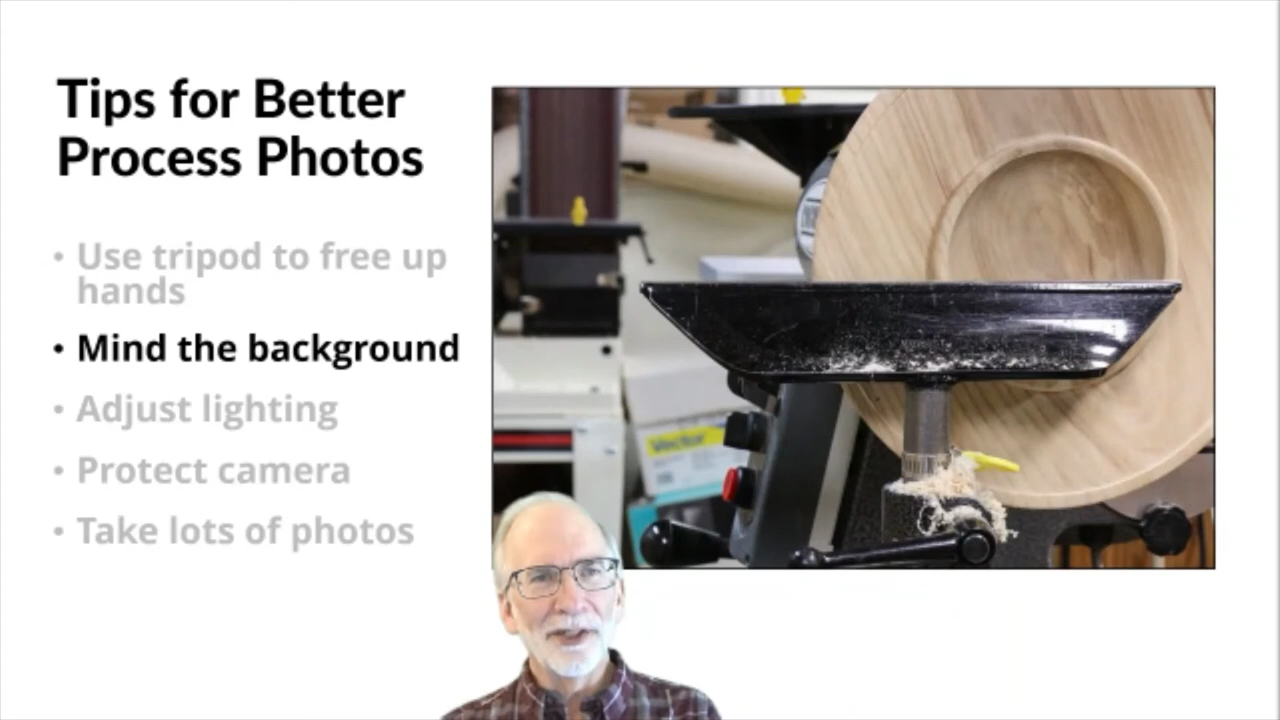 Tips for Better
Process Photos
• Use tripod to free up
hands
• Mind the background
• Adjust lighting
• Protect camera
• Take lots of photos
Vector